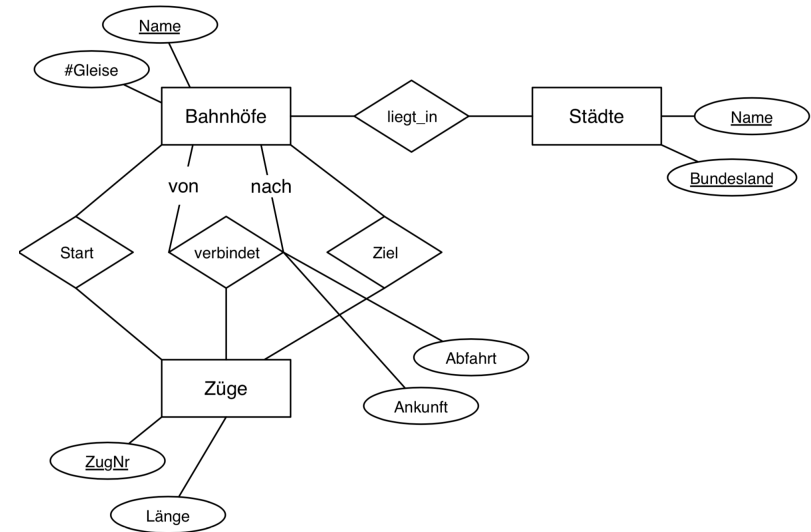 Name
#Gleise
Bahnhöfe
liegt_in
Städte
Name
Bundesland
von
nach
Start
verbindet
Ziel
Abfahrt
Züge
Ankunft
ZugNr
Länge